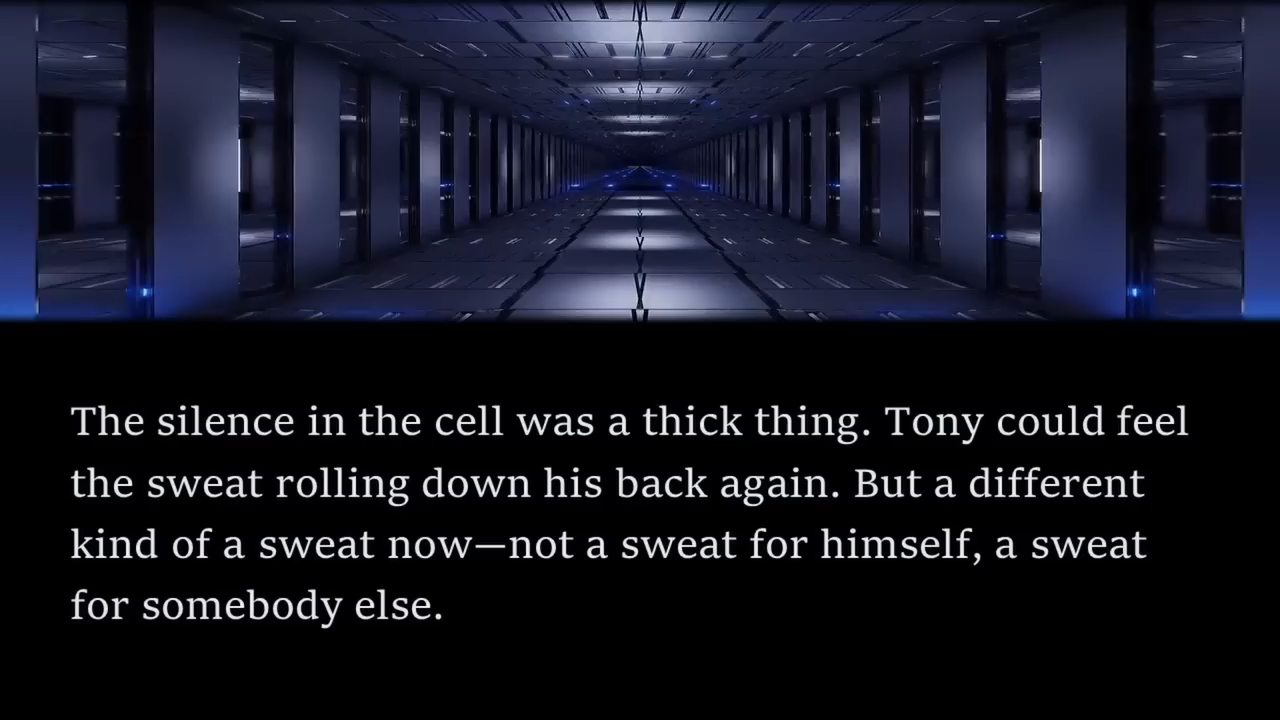 The silence in the cell was a thick thing. Tony could feel
the sweat rolling down his back again. But a different
kind of a sweat now—not a sweat for himself, a sweat
for somebody else.